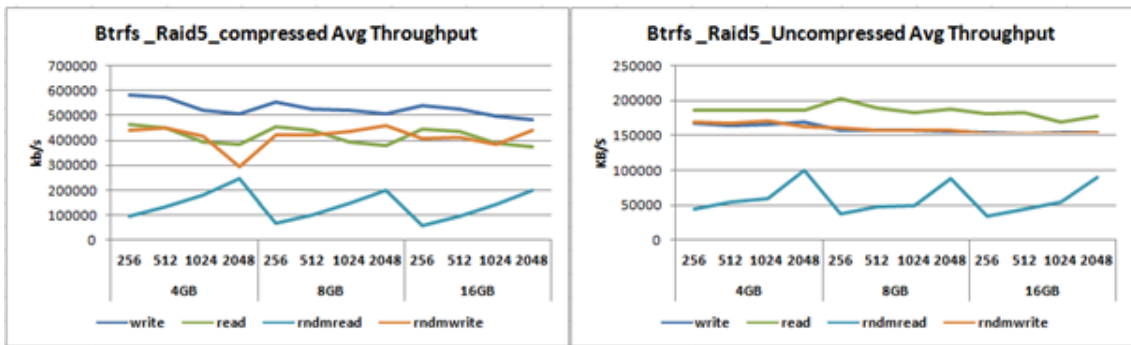 Btrfs _Raid5_compressed Avg Throughput
kb/s
700000
600000
500000
400000
300000
200000
100000
0
256 512 1024 2048 256 512 1024 2048 256 512 1024 2048
4GB 8GB 16GB
write read rndmread rndmwrite
Btrfs _Raid5_Uncompressed Avg Throughput
KB/S
250000
200000
150000
100000
50000
0
256 512 1024 2048 256 512 1024 2048 256 512 1024 2048
4GB 8GB 16GB
write read rndmread rndmwrite